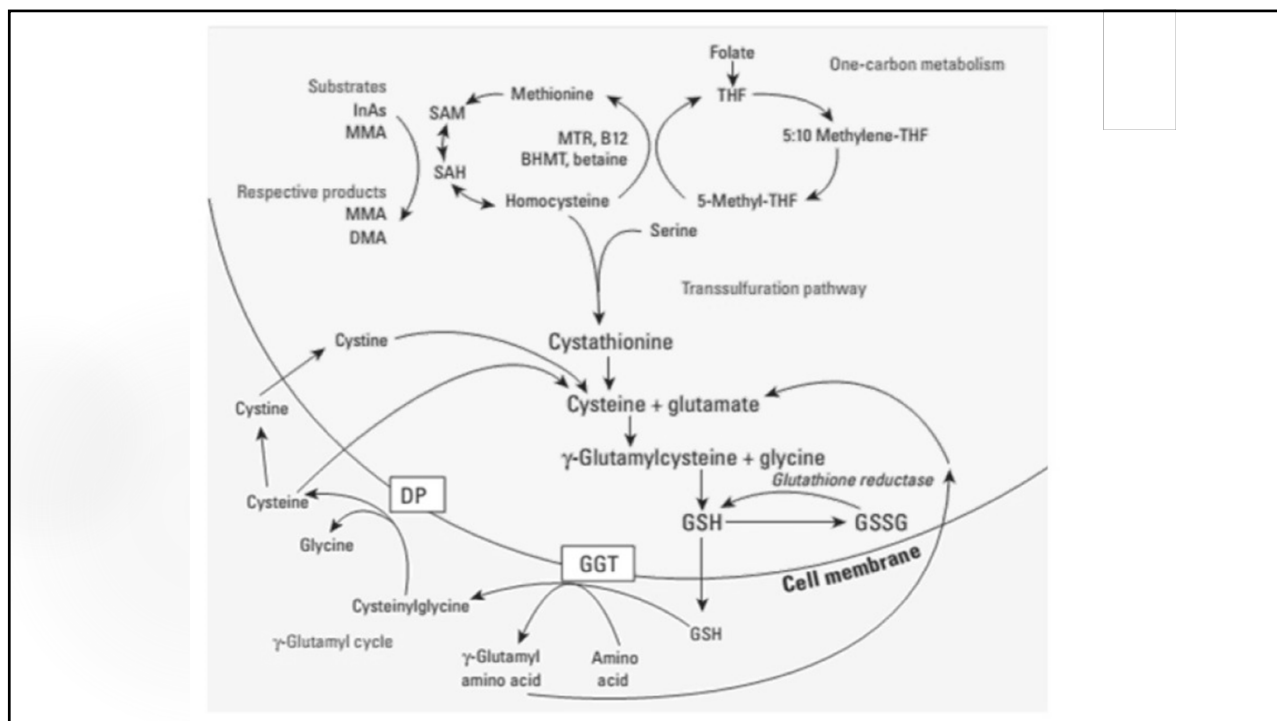 Folate
One-carbon metabolism
Substrates
InAs
MMA
SAM
Methionine
THF
MTR, B12
BHMT, betaine
5:10 Methylene-THF
SAH
Respective products
MMA
DMA
Homocysteine
5-Methyl-THF
Serine
Transsulfuration pathway
Cystine
Cystathionine
Cystine
Cysteine + glutamate
γ-Glutamylcysteine + glycine
Glutathione reductase
Cysteine
DP
GSH
GSSG
Glycine
GGT
Cell membrane
Cysteinylglycine
γ-Glutamyl cycle
GSH
γ-Glutamyl
amino acid
Amino
acid